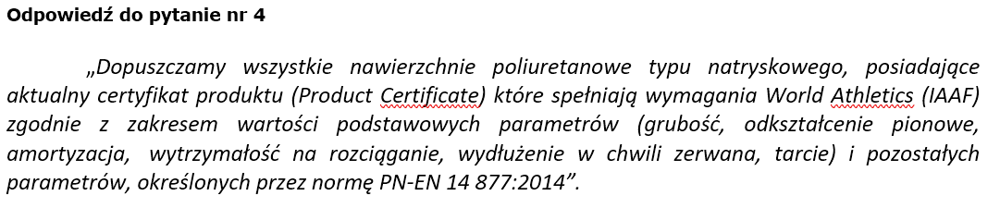 Odpowiedź do pytanie nr 4
„Dopuszczamy wszystkie nawierzchnie poliuretanowe typu natryskowego, posiadające
aktualny certyfikat produktu (Product Certificate) które spełniają wymagania World Athletics (IAAF)
zgodnie z zakresem wartości podstawowych parametrów (grubość, odkształcenie pionowe,
amortyzacja, wytrzymałość na rozciąganie, wydłużenie w chwili zerwana, tarcie) i pozostałych
parametrów, określonych przez normę PN-EN 14 877:2014”.